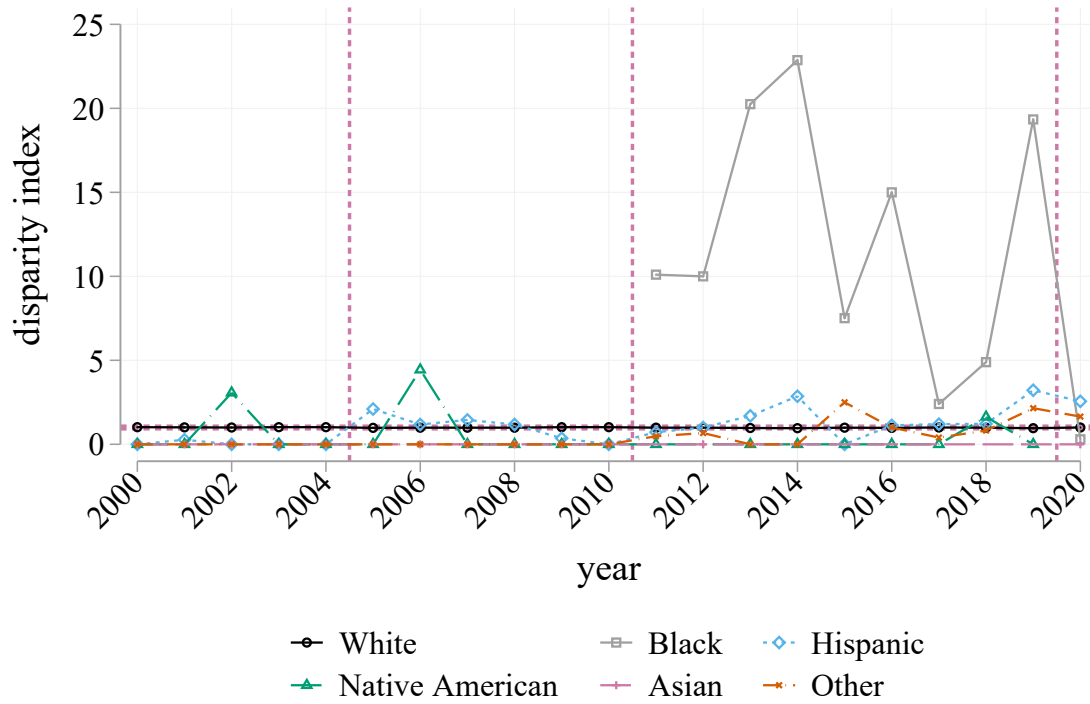 25
20
15
10
5
0
disparity index
2000 2002 2004 2006 2008 2010 2012 2014 2016 2018 2020
year
White Black Hispanic
Native American Asian Other